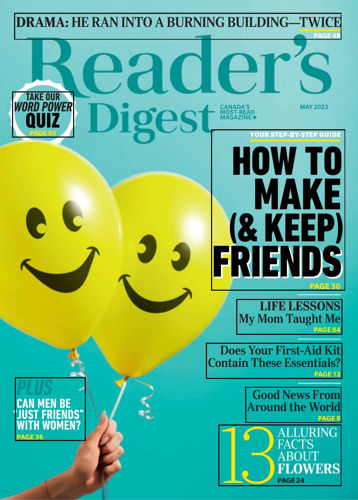 DRAMA: HE RAN INTO A BURNING BUILDING—TWICE
PAGE 48
Reader's
Digest
CANADA'S
MOST-READ
MAGAZINE
MAY 2023
TAKE OUR
WORD POWER
QUIZ
PAGE 93
YOUR STEP-BY-STEP GUIDE
HOW TO
MAKE
(& KEEP)
FRIENDS
PAGE 30
LIFE LESSONS
My Mom Taught Me
PAGE 84
Does Your First-Aid Kit
Contain These Essentials?
PAGE 13
Good News From
Around the World
PAGE 8
PLUS
CAN MEN BE
"JUST FRIENDS"
WITH WOMEN?
PAGE 36
13 ALLURING
FACTS
ABOUT
FLOWERS
PAGE 24